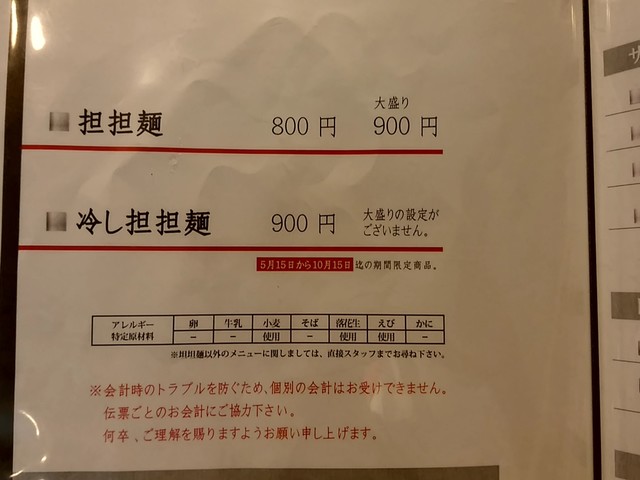 担担麺 800 円 大盛り 900 円
冷し担担麺 900 円 大盛りの設定が
ございません。
5月15日から10月15日 迄の期間限定商品。
アレルギー 特定原材料 卵 牛乳 小麦 そば 落花生 えび かに
− − 使用 − 使用 使用 −
※坦坦麺以外のメニューに関しましては、直接スタッフまでお尋ね下さい。
※会計時のトラブルを防ぐため、個別の会計はお受けできません。
伝票ごとのお会計にご協力下さい。
何卒、ご理解を賜りますようお願い申し上げます。
サ